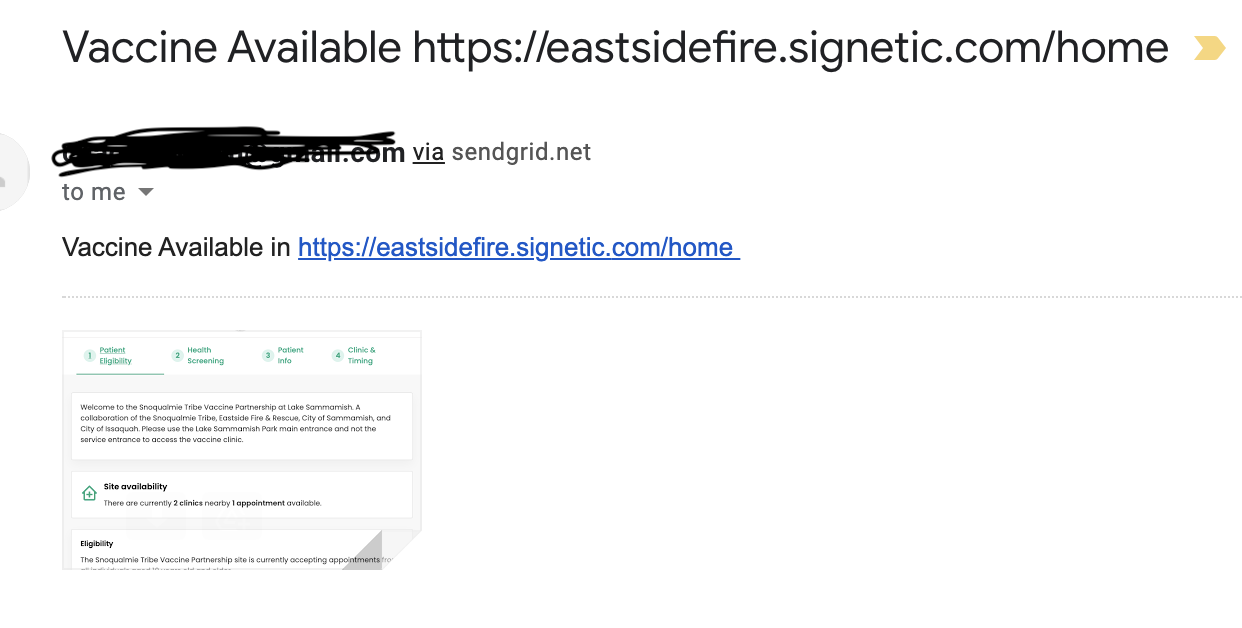 Vaccine Available https://eastsidefire.signetic.com/home
.com via sendgrid.net
to me
Vaccine Available in https://eastsidefire.signetic.com/home
1 Patient Eligibility
2 Health Screening
3 Patient Info
4 Clinic & Timing
Welcome to the Snoqualmie Tribe Vaccine Partnership at Lake Sammamish. A
collaboration of the Snoqualmie Tribe, Eastside Fire & Rescue, City of Sammamish, and
City of Issaquah. Please use the Lake Sammamish Park main entrance and not the
service entrance to access the vaccine clinic.
Site availability
There are currently 2 clinics nearby 1 appointment available.
Eligibility
The Snoqualmie Tribe Vaccine Partnership site is currently accepting appointments